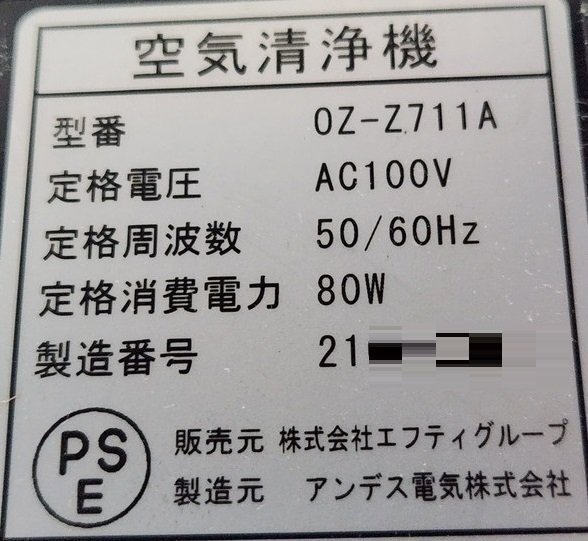 空気清浄機
型番 OZ-Z711A
定格電圧 AC100V
定格周波数 50/60Hz
定格消費電力 80W
製造番号 21
PS
E
販売元 株式会社エフティグループ
製造元 アンデス電気株式会社